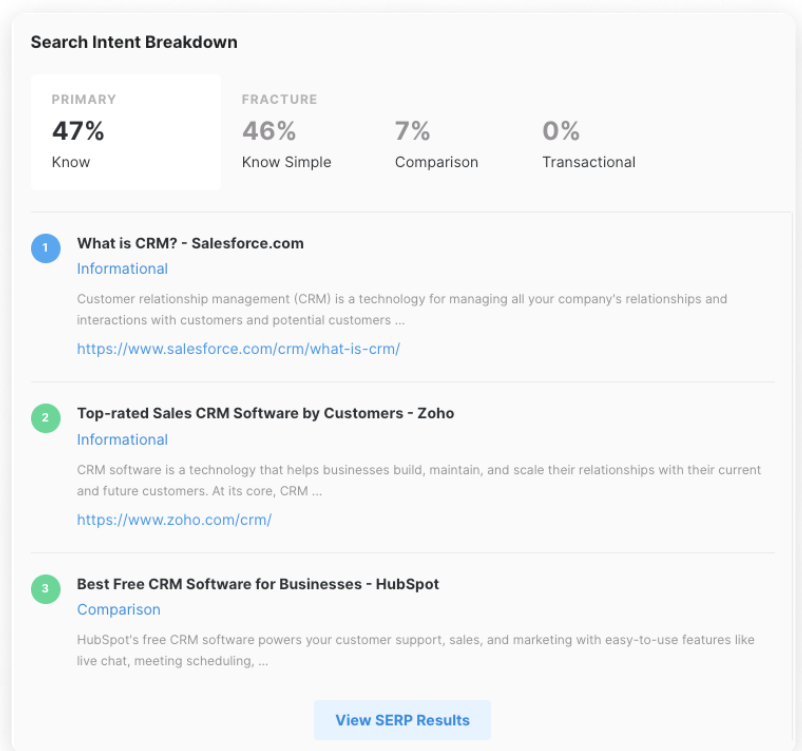 Search Intent Breakdown
PRIMARY
47%
Know
FRACTURE
46%
Know Simple
7%
Comparison
0%
Transactional
1
What is CRM? - Salesforce.com
Informational
Customer relationship management (CRM) is a technology for managing all your company's relationships and
interactions with customers and potential customers ...
https://www.salesforce.com/crm/what-is-crm/
2
Top-rated Sales CRM Software by Customers - Zoho
Informational
CRM software is a technology that helps businesses build, maintain, and scale their relationships with their current
and future customers. At its core, CRM ...
https://www.zoho.com/crm/
3
Best Free CRM Software for Businesses - HubSpot
Comparison
HubSpot's free CRM software powers your customer support, sales, and marketing with easy-to-use features like
live chat, meeting scheduling, ...
View SERP Results